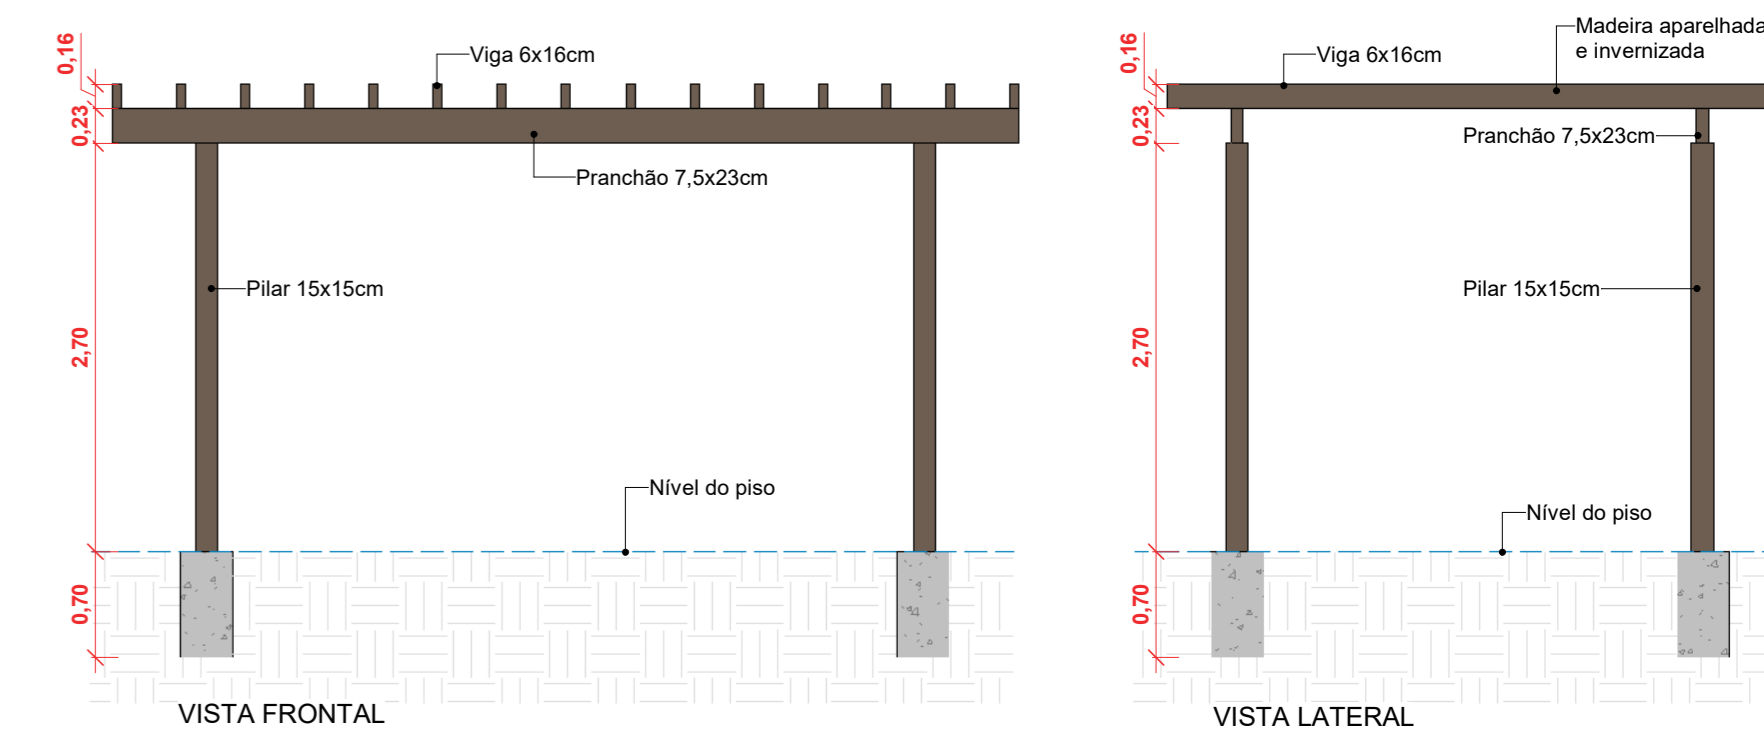 0,16
Viga 6x16cm
0,23
Pranchão 7,5x23cm
Pilar 15x15cm
2,70
Nível do piso
0,70
VISTA FRONTAL
0,16
Viga 6x16cm
Madeira aparelhada
e invernizada
0,23
Pranchão 7,5x23cm
Pilar 15x15cm
2,70
Nível do piso
0,70
VISTA LATERAL